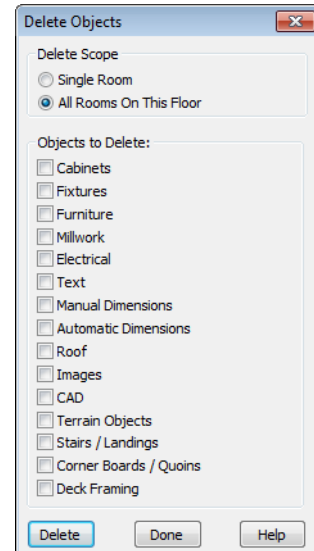 Delete Objects
Delete Scope
Single Room
All Rooms On This Floor
Objects to Delete:
Cabinets
Fixtures
Furniture
Millwork
Electrical
Text
Manual Dimensions
Automatic Dimensions
Roof
Images
CAD
Terrain Objects
Stairs / Landings
Corner Boards / Quoins
Deck Framing
Delete Done Help